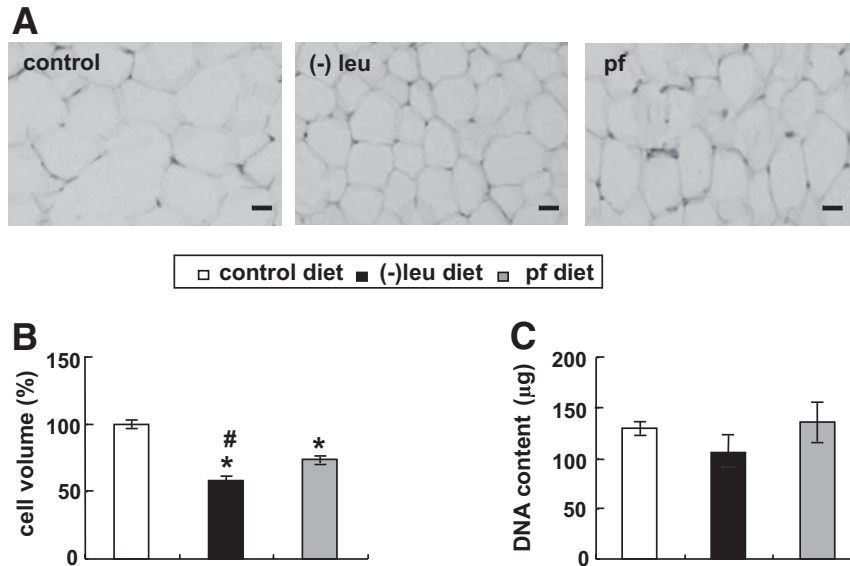 A
control
(-) leu
pf
control diet (-)leu diet pf diet
B
cell volume (%)
150
100
50
0
#
*
*
C
DNA content (μg)
200
150
100
50
0